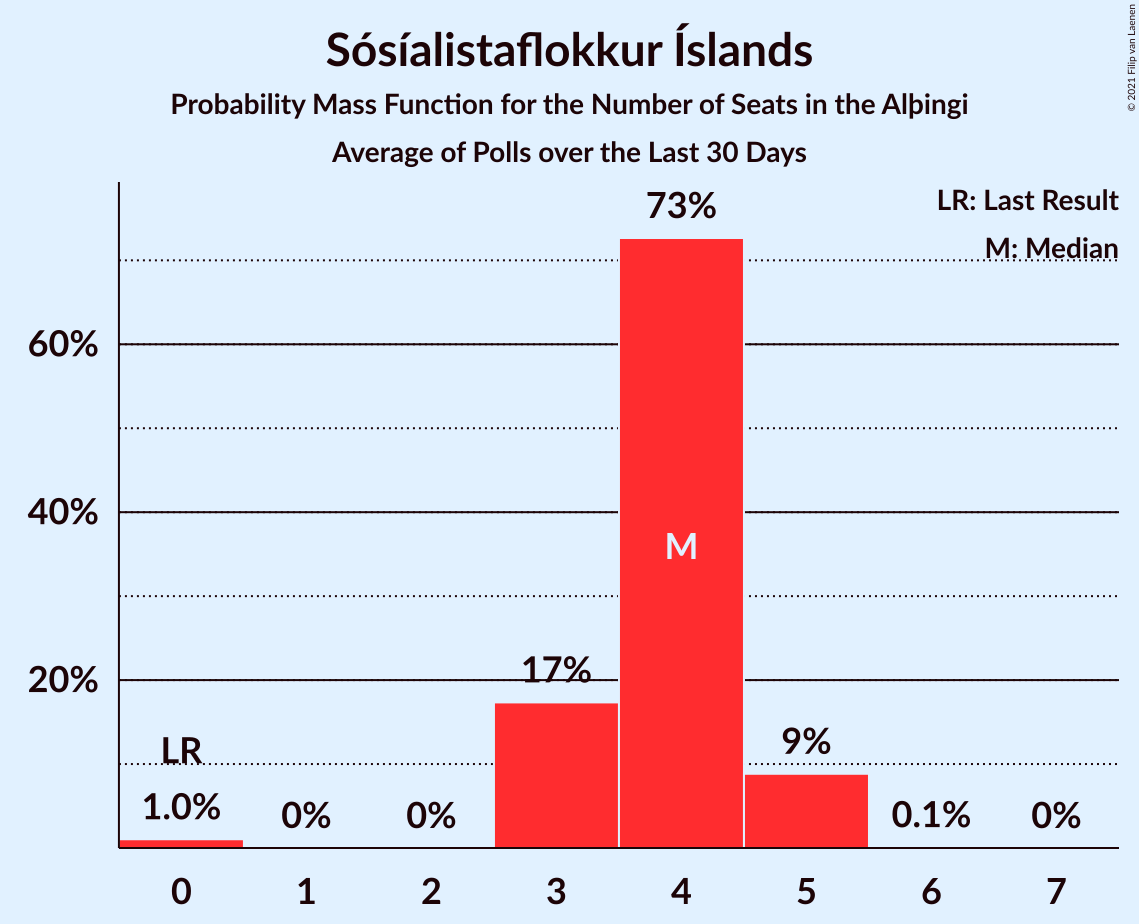 Sósíalistaflokkur Íslands
Probability Mass Function for the Number of Seats in the Alþingi
Average of Polls over the Last 30 Days
© 2021 Filip van Laenen
LR: Last Result
M: Median
73%
60%
40%
M
20%
17%
LR
9%
1.0%
0%
0%
0.1%
0%
0 1 2 3 4 5 6 7